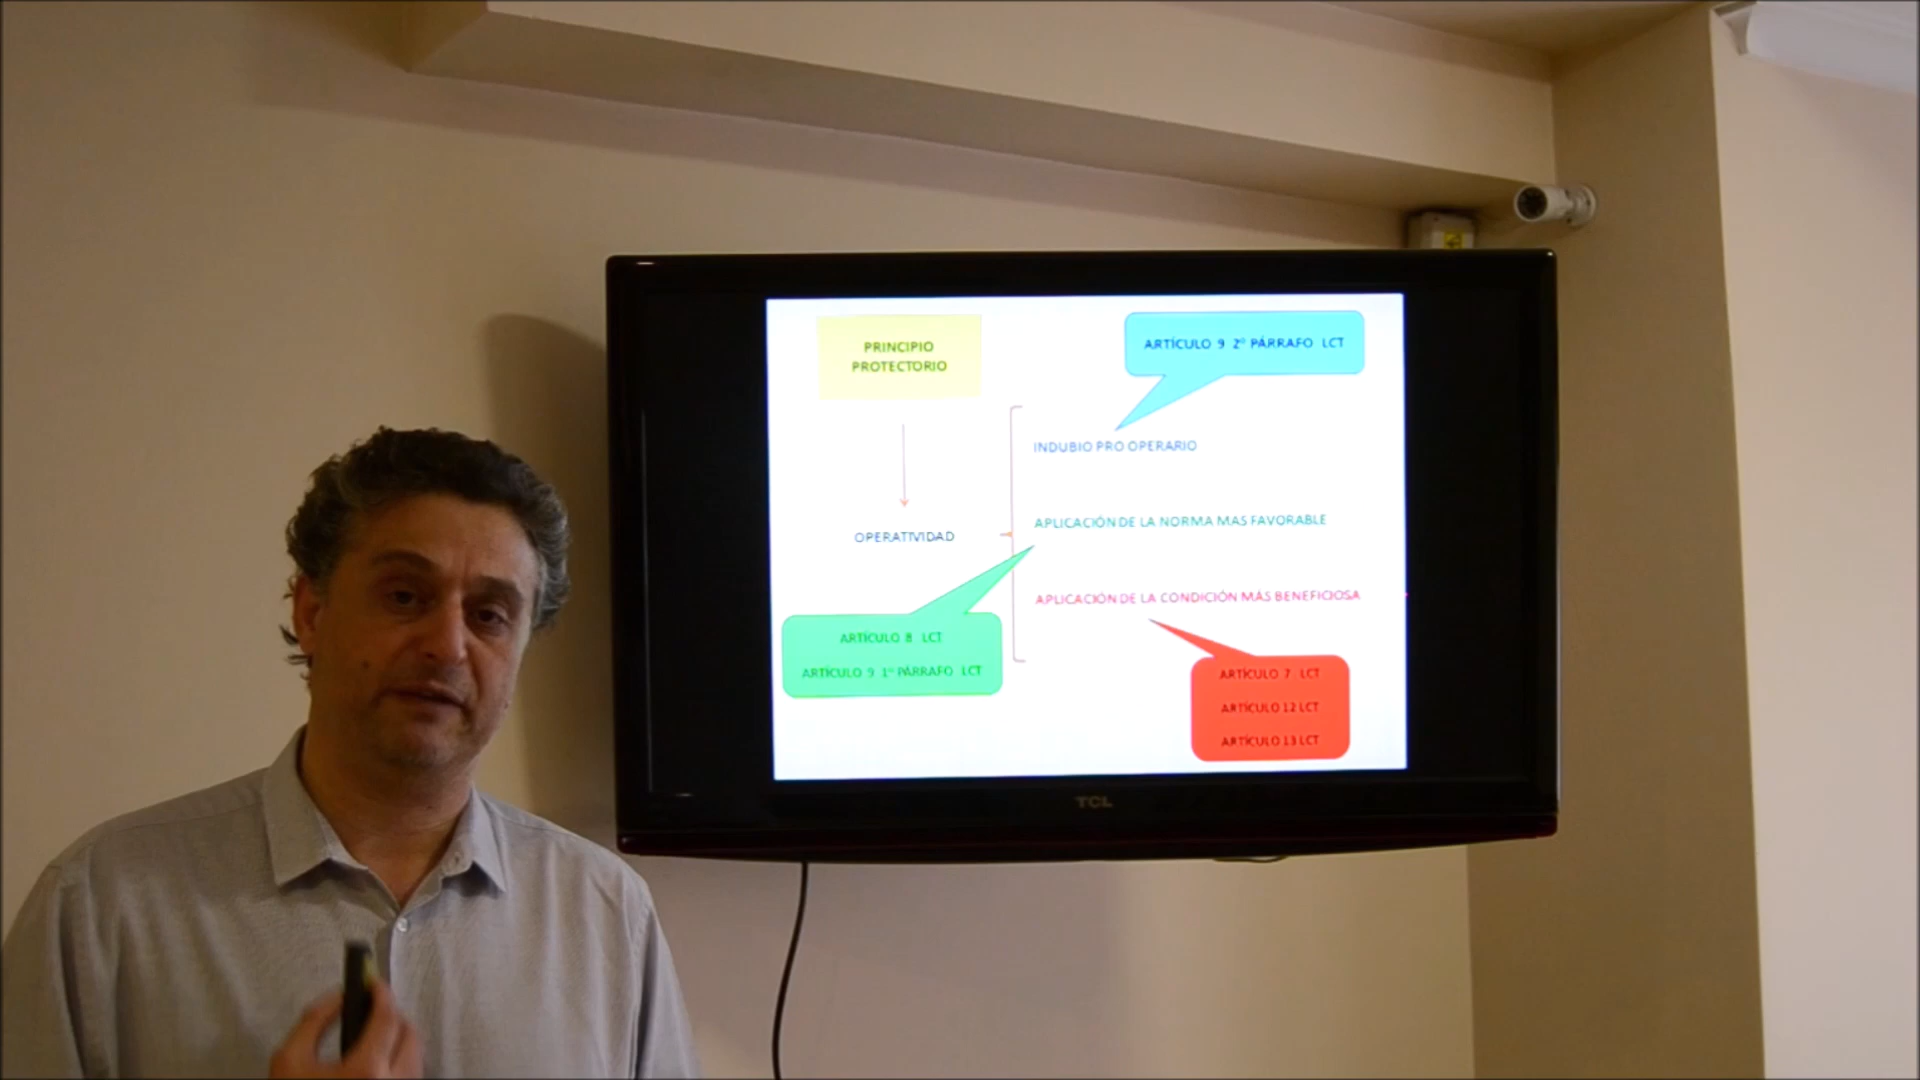 PRINCIPIO
PROTECTORIO
ARTÍCULO 9 2º PÁRRAFO LCT
INDUBIO PRO OPERARIO
APLICACIÓN DE LA NORMA MAS FAVORABLE
OPERATIVIDAD
APLICACIÓN DE LA CONDICIÓN MÁS BENEFICIOSA
ARTÍCULO 8 LCT
ARTÍCULO 9 1º PÁRRAFO LCT
ARTÍCULO 7 LCT
ARTÍCULO 12 LCT
ARTÍCULO 13 LCT
TCL